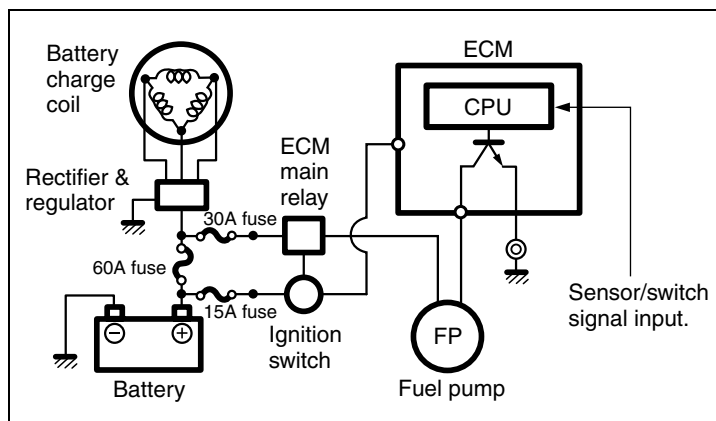 Battery
charge
coil
ECM
CPU
ECM
main
relay
Rectifier &
regulator
30A fuse
60A fuse
15A fuse
Sensor/switch
signal input.
Ignition
switch
FP
Battery
Fuel pump